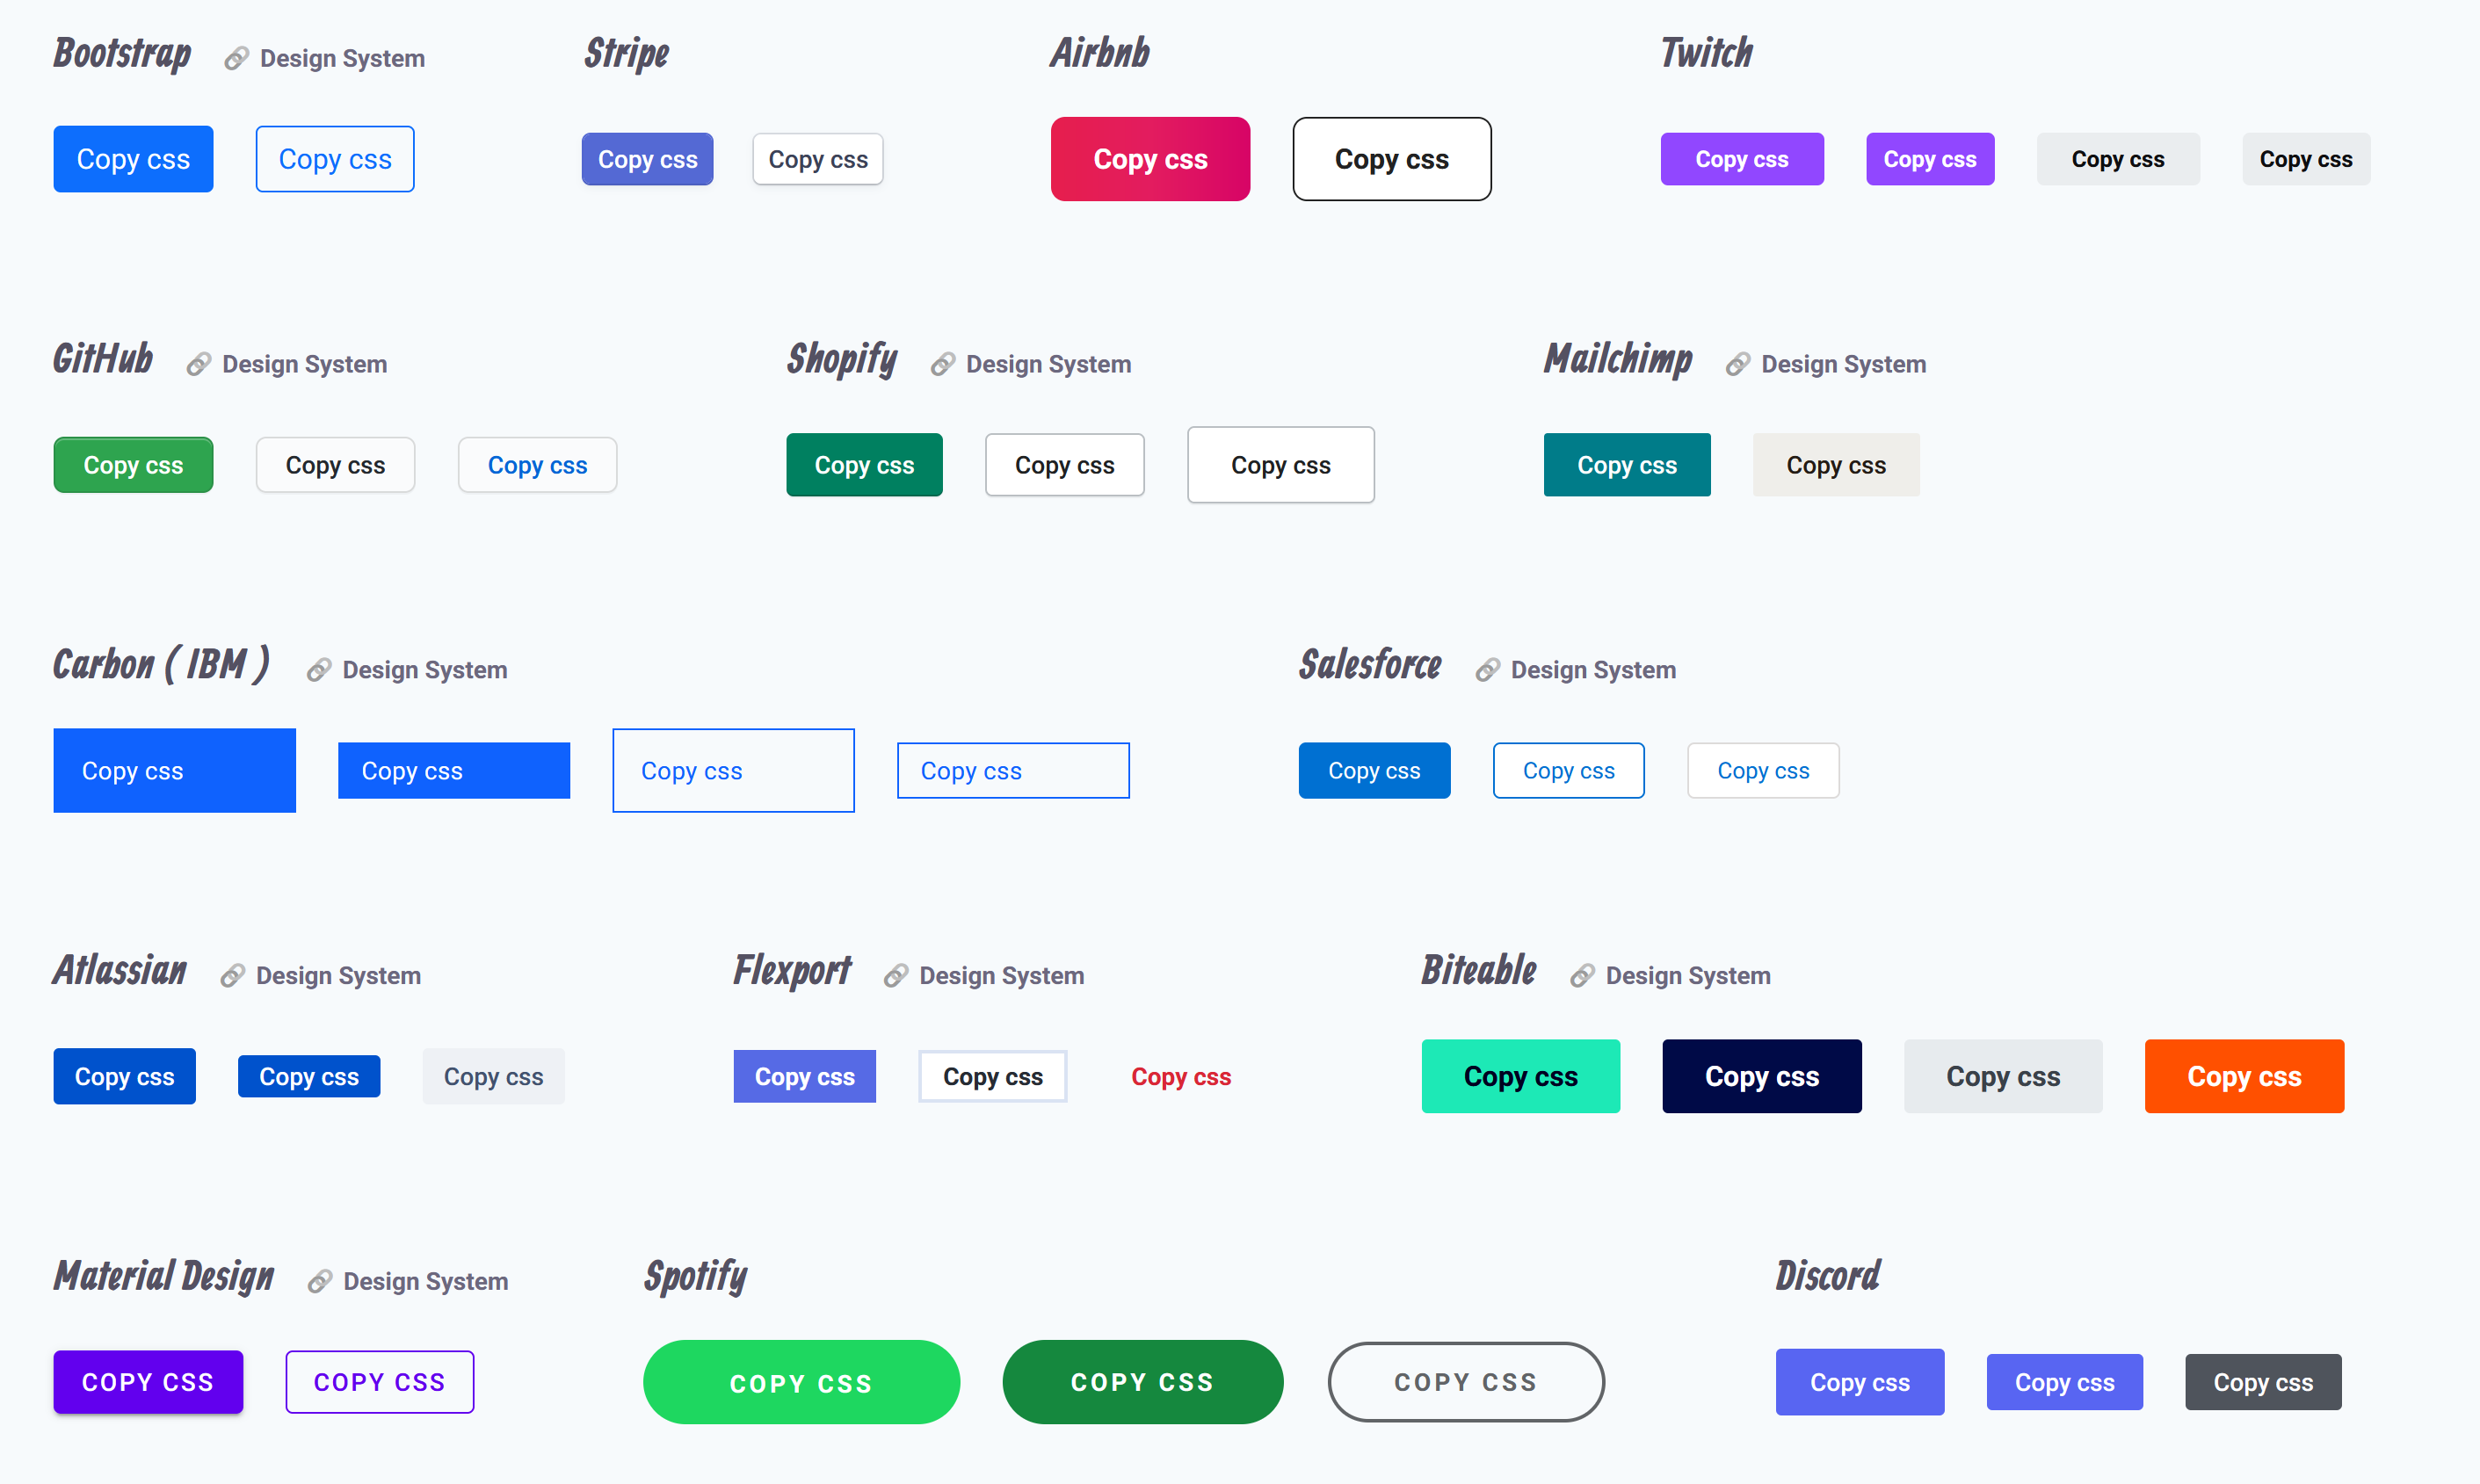 Bootstrap Design System
Stripe
Airbnb
Twitch
Copy css Copy css
Copy css Copy css
Copy css Copy css
Copy css Copy css Copy css Copy css
GitHub Design System
Shopify Design System
Mailchimp Design System
Copy css Copy css Copy css
Copy css Copy css Copy css
Copy css Copy css
Carbon ( IBM ) Design System
Salesforce Design System
Copy css Copy css Copy css Copy css
Copy css Copy css Copy css
Atlassian Design System
Flexport Design System
Biteable Design System
Copy css Copy css Copy css
Copy css Copy css Copy css
Copy css Copy css Copy css Copy css
Material Design Design System
Spotify
Discord
COPY CSS COPY CSS
COPY CSS COPY CSS COPY CSS
Copy css Copy css Copy css